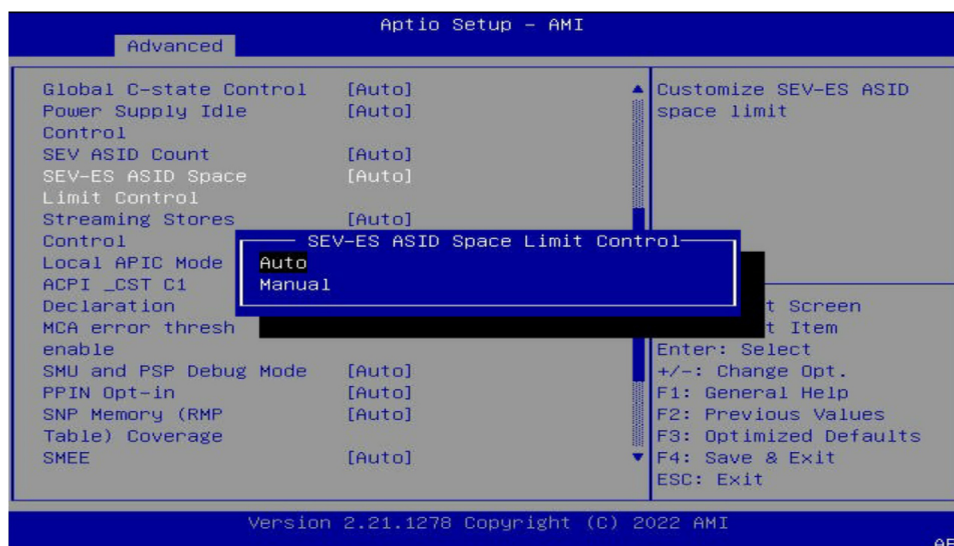 Aptio Setup – AMI
Advanced
Global C-state Control [Auto]
Power Supply Idle [Auto]
Control
SEV ASID Count [Auto]
SEV-ES ASID Space [Auto]
Limit Control
Streaming Stores [Auto]
Control
Local APIC Mode
ACPI _CST C1
Declaration
MCA error thresh
enable
SMU and PSP Debug Mode [Auto]
PPIN Opt-in [Auto]
SNP Memory (RMP [Auto]
Table) Coverage
SMEE [Auto]
SEV-ES ASID Space Limit Control
Auto
Manual
Customize SEV-ES ASID
space limit
t Screen
t Item
Enter: Select
+/-: Change Opt.
F1: General Help
F2: Previous Values
F3: Optimized Defaults
F4: Save & Exit
ESC: Exit
Version 2.21.1278 Copyright (C) 2022 AMI